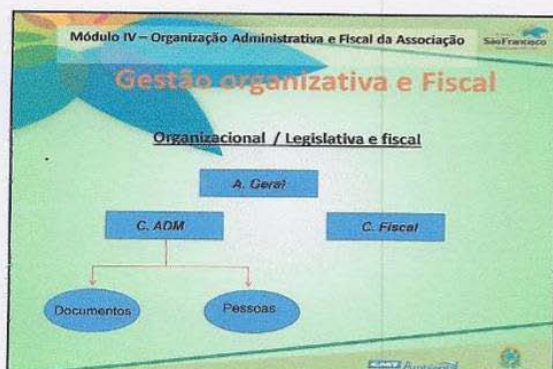 Módulo IV – Organização Administrativa e Fiscal da Associação
São Francisco
Gestão organizativa e Fiscal
Organizacional / Legislativa e fiscal
A. Geral
C. ADM
C. Fiscal
Documentos
Pessoas
CMT